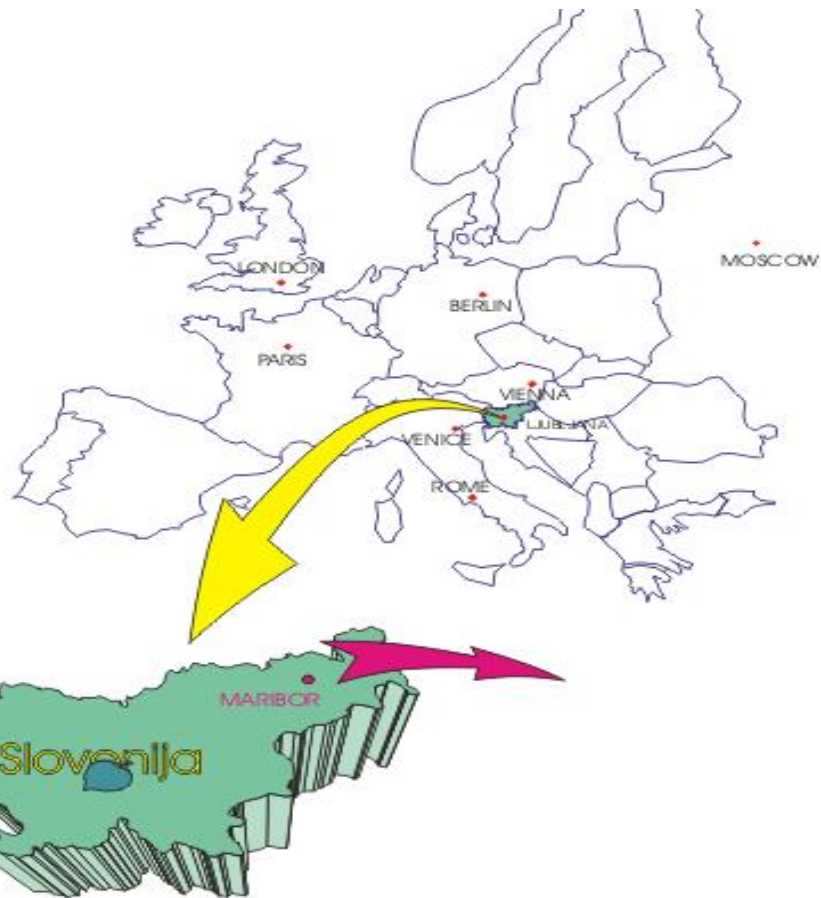 LONDON
MOSCOW
BERLIN
PARIS
VIENNA
LJUBLJANA
VENICE
ROME
MARIBOR
Slovenija